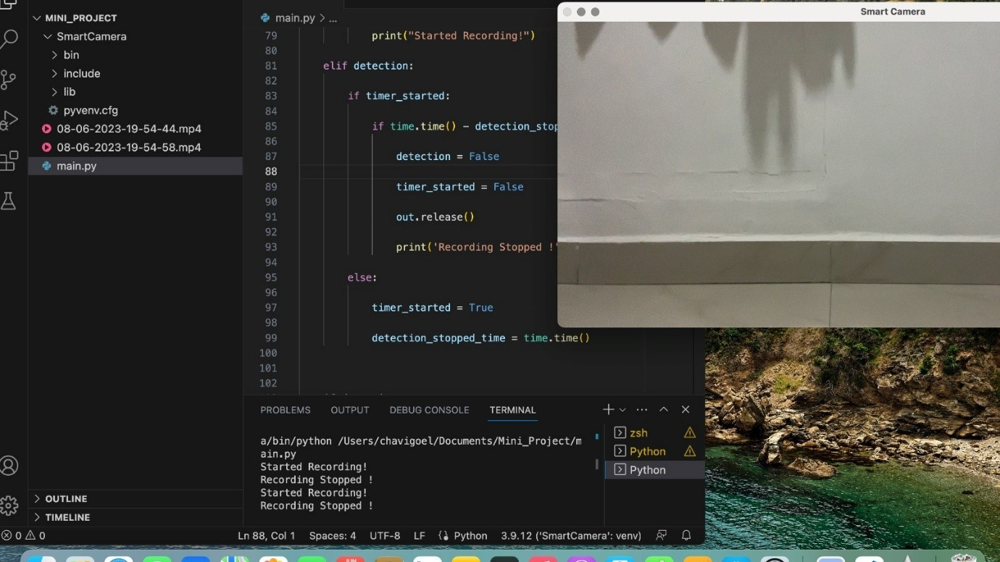 MINI_PROJECT
SmartCamera
bin
include
lib
pyvenv.cfg
08-06-2023-19-54-44.mp4
08-06-2023-19-54-58.mp4
main.py
OUTLINE
TIMELINE
main.py > ...
79 print("Started Recording!")
80
81 elif detection:
82
83 if timer_started:
84
85 if time.time() - detection_stop
86
87 detection = False
88
89 timer_started = False
90
91 out.release()
92
93 print('Recording Stopped !'
94
95 else:
96
97 timer_started = True
98
99 detection_stopped_time = time.time()
100
101
102
Smart Camera
PROBLEMS OUTPUT DEBUG CONSOLE TERMINAL
a/bin/python /Users/chavigoel/Documents/Mini_Project/m
ain.py
Started Recording!
Recording Stopped !
Started Recording!
Recording Stopped !
zsh
Python
Python
0 0 Ln 88, Col 1 Spaces: 4 UTF-8 LF Python 3.9.12 ('SmartCamera': venv)